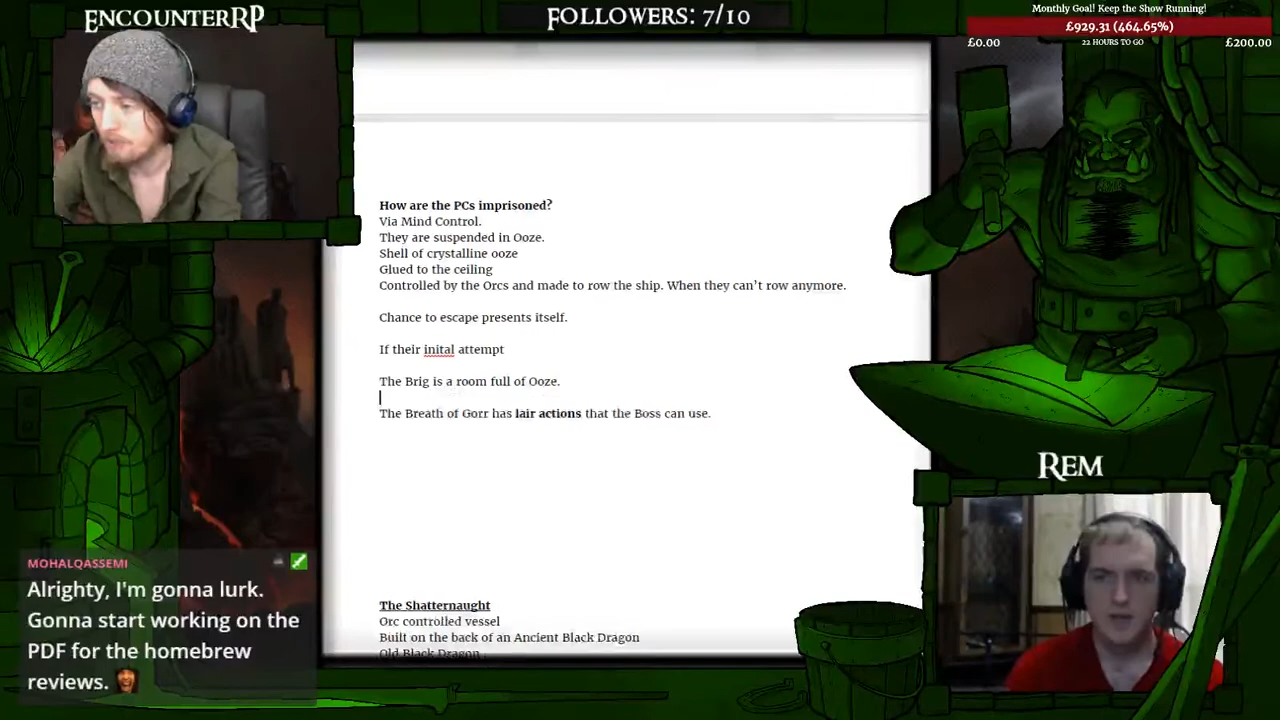 ENCOUNTERRP
FOLLOWERS: 7/10
Monthly Goal! Keep the Show Running!
£929.31 (464.65%)
£0.00
22 HOURS TO GO
£200.00
How are the PCs imprisoned?
Via Mind Control.
They are suspended in Ooze.
Shell of crystalline ooze
Glued to the ceiling
Controlled by the Orcs and made to row the ship. When they can't row anymore.
Chance to escape presents itself.
If their inital attempt
The Brig is a room full of Ooze.
The Breath of Gorr has lair actions that the Boss can use.
The Shatternaught
Orc controlled vessel
Built on the back of an Ancient Black Dragon
Old Black Dragon
REM
MOHALQASSEMI
Alrighty, I'm gonna lurk.
Gonna start working on the
PDF for the homebrew
reviews.